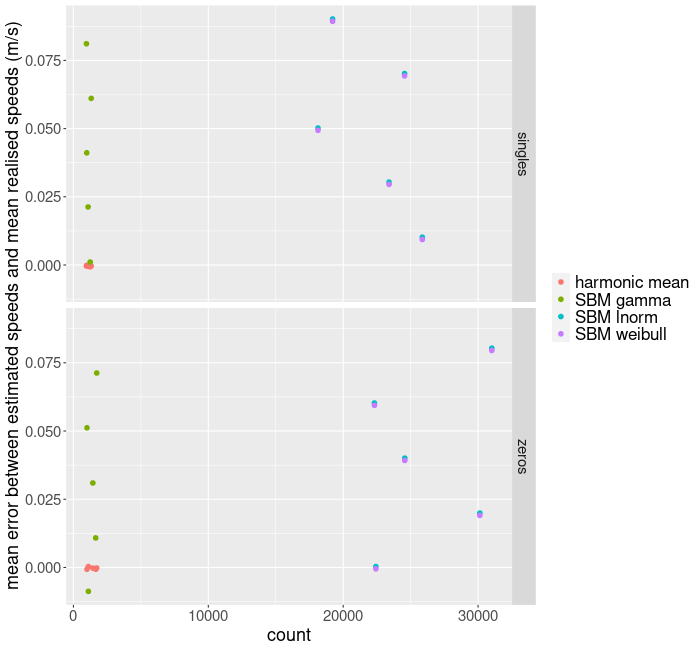 mean error between estimated speeds and mean realised speeds (m/s)
0.075
0.050
0.025
0.000
singles
0.075
0.050
0.025
0.000
zeros
0
10000
20000
30000
count
harmonic mean
SBM gamma
SBM lnorm
SBM weibull